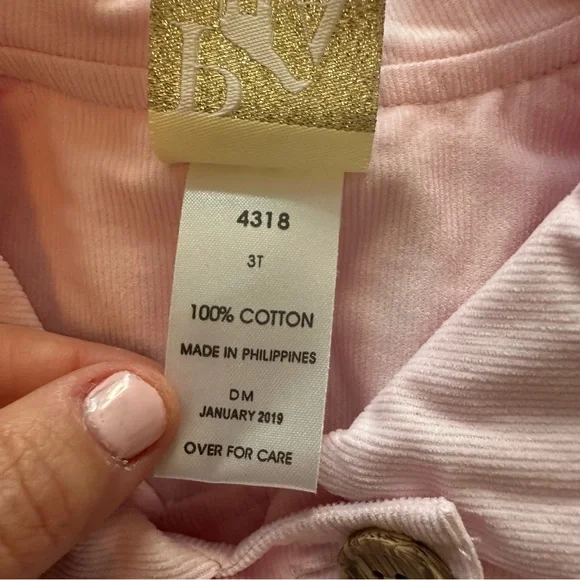 4318
3T
100% COTTON
MADE IN PHILIPPINES
DM
JANUARY 2019
OVER FOR CARE